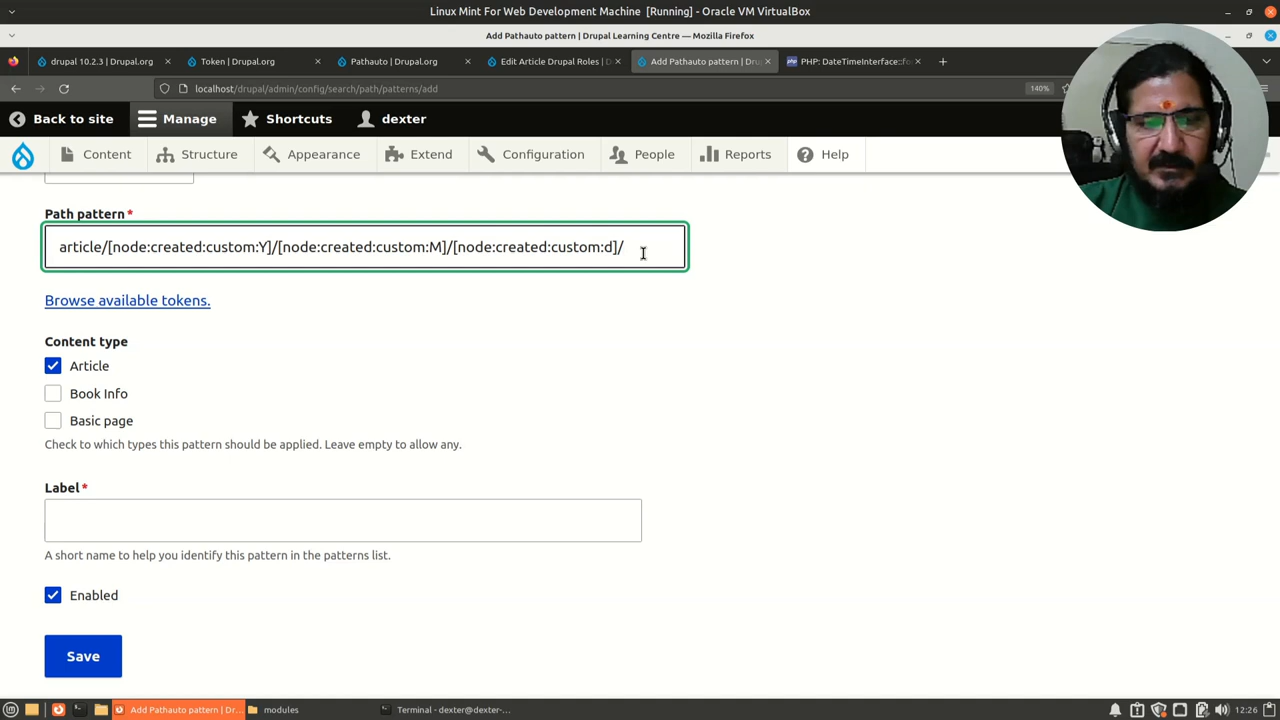 Linux Mint For Web Development Machine [Running] - Oracle VM VirtualBox
Add Pathauto pattern | Drupal Learning Centre — Mozilla Firefox
drupal 10.2.3 | Drupal.org
Token | Drupal.org
Pathauto | Drupal.org
Edit Article Drupal Roles | D
Add Pathauto pattern | Dr
PHP: DateTimeInterface::fo
localhost/drupal/admin/config/search/path/patterns/add
140%
Back to site
Manage
Shortcuts
dexter
Content
Structure
Appearance
Extend
Configuration
People
Reports
Help
Path pattern*
article/[node:created:custom:Y]/[node:created:custom:M]/[node:created:custom:d]/
Browse available tokens.
Content type
Article
Book Info
Basic page
Check to which types this pattern should be applied. Leave empty to allow any.
Label*
A short name to help you identify this pattern in the patterns list.
Enabled
Save
Add Pathauto pattern | Dr...
modules
Terminal - dexter@dexter-...
12:26